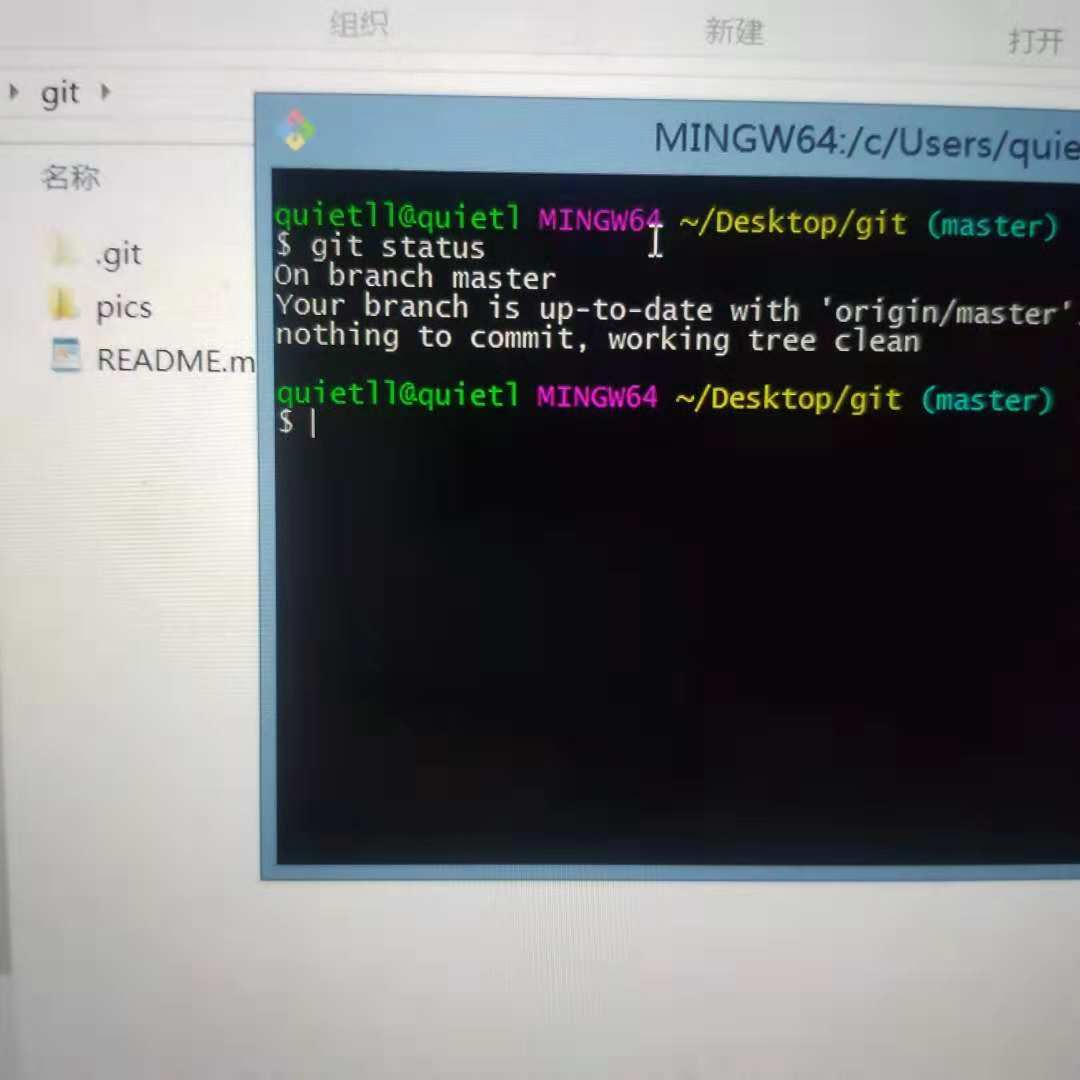 组织
新建
打开
git
名称
.git
pics
README.m
MINGW64:/c/Users/quie
quietll@quietl MINGW64 ~/Desktop/git (master)
$ git status
On branch master
Your branch is up-to-date with 'origin/master'
nothing to commit, working tree clean
quietll@quietl MINGW64 ~/Desktop/git (master)
$